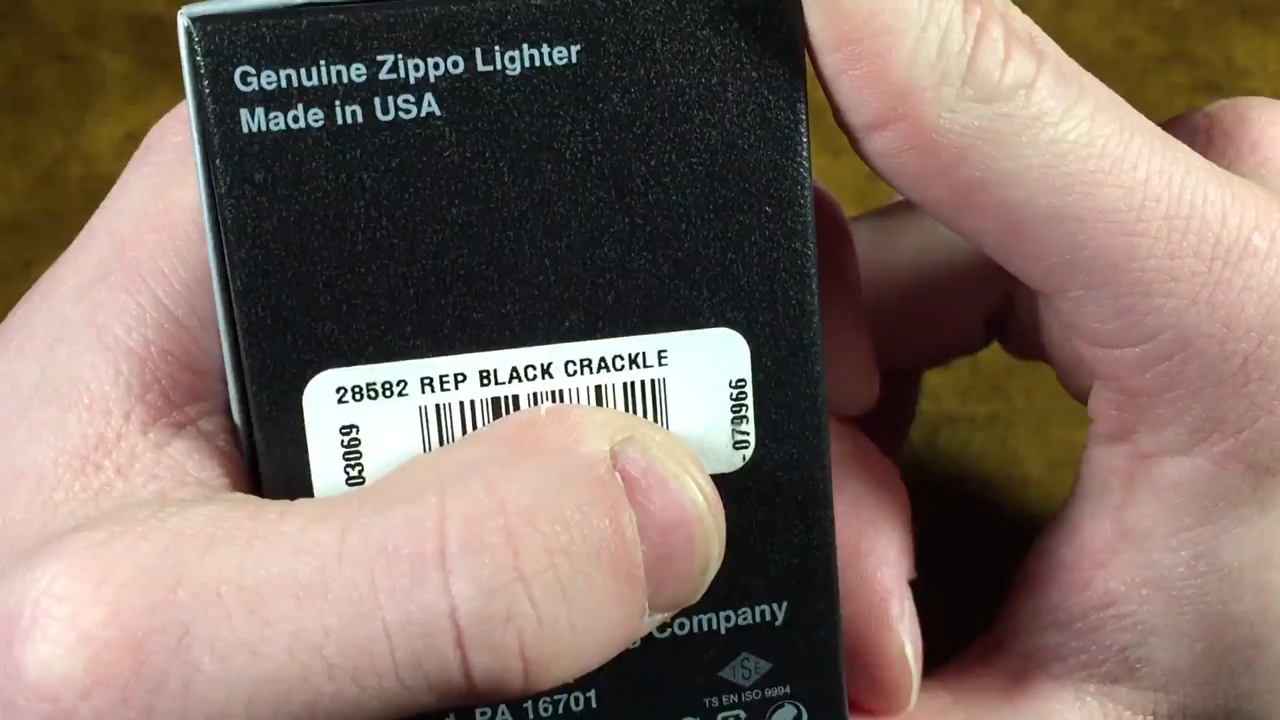 Genuine Zippo Lighter
Made in USA
28582 REP BLACK CRACKLE
03069
-079966
Company
PA 16701
TSE
TS EN ISO 9994